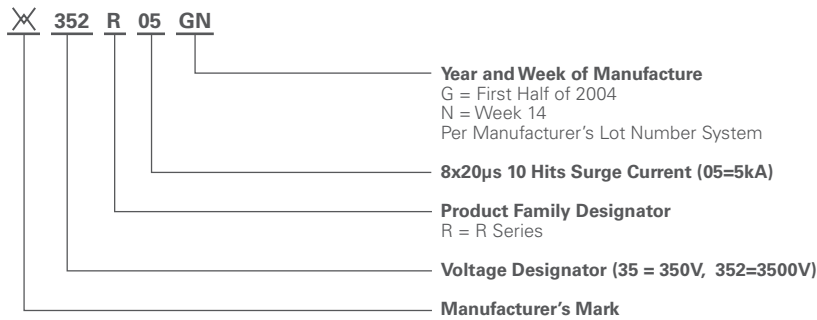 352 R 05 GN
Year and Week of Manufacture
G = First Half of 2004
N = Week 14
Per Manufacturer's Lot Number System
8x20µs 10 Hits Surge Current (05=5kA)
Product Family Designator
R = R Series
Voltage Designator (35 = 350V, 352=3500V)
Manufacturer's Mark